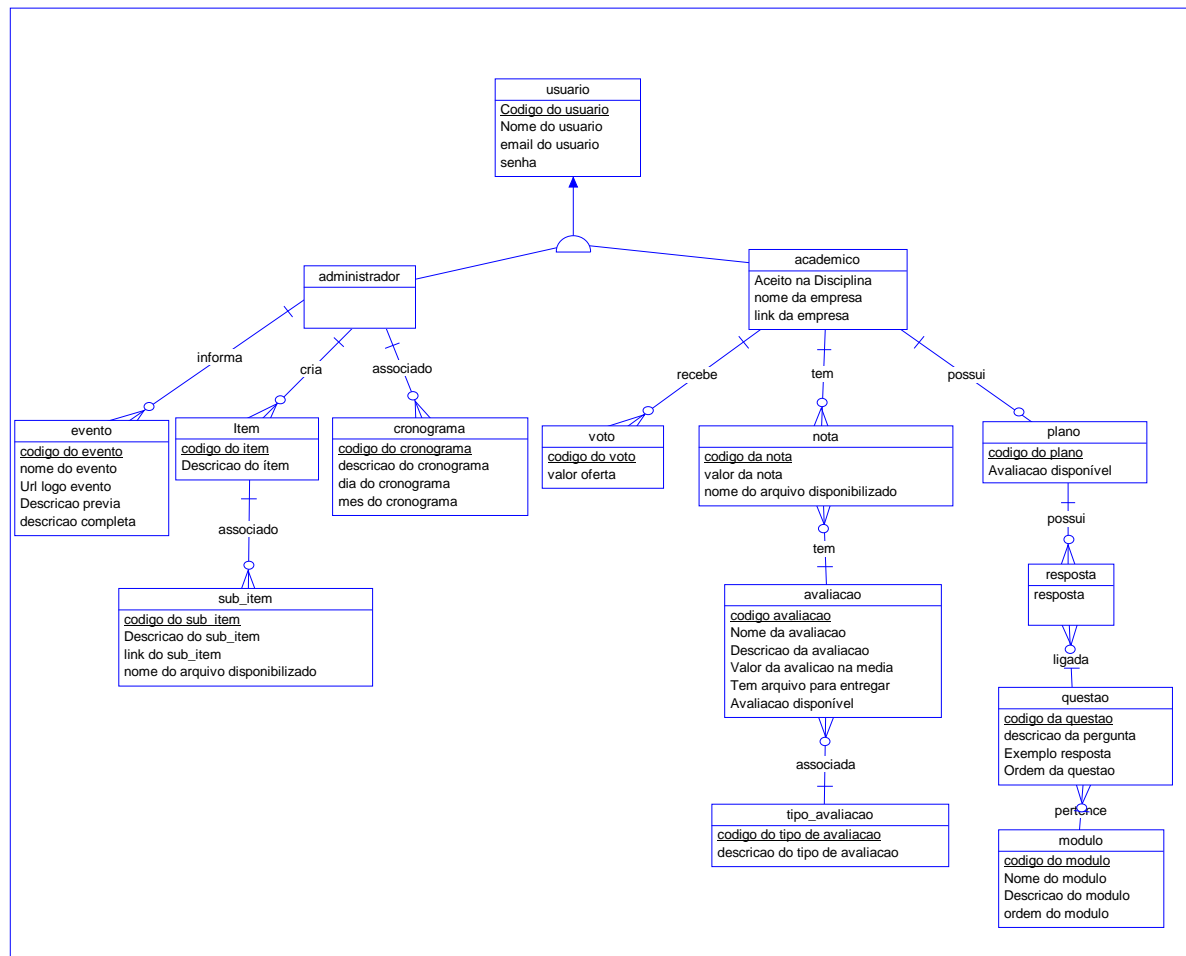 usuario
Codigo do usuario
Nome do usuario
email do usuario
senha
administrador
academico
Aceito na Disciplina
nome da empresa
link da empresa
informa
cria
associado
recebe
tem
possui
evento
codigo do evento
nome do evento
Url logo evento
Descricao previa
descricao completa
Item
codigo do item
Descricao do ítem
cronograma
codigo do cronograma
descricao do cronograma
dia do cronograma
mes do cronograma
voto
codigo do voto
valor oferta
nota
codigo da nota
valor da nota
nome do arquivo disponibilizado
plano
codigo do plano
Avaliacao disponível
associado
tem
possui
sub_item
codigo do sub_item
Descricao do sub_item
link do sub_item
nome do arquivo disponibilizado
avaliacao
codigo avaliacao
Nome da avaliacao
Descricao da avaliacao
Valor da avalicao na media
Tem arquivo para entregar
Avaliacao disponível
resposta
resposta
ligada
questao
codigo da questao
descricao da pergunta
Exemplo resposta
Ordem da questao
associada
pertence
tipo_avaliacao
codigo do tipo de avaliacao
descricao do tipo de avaliacao
modulo
codigo do modulo
Nome do modulo
Descricao do modulo
ordem do modulo